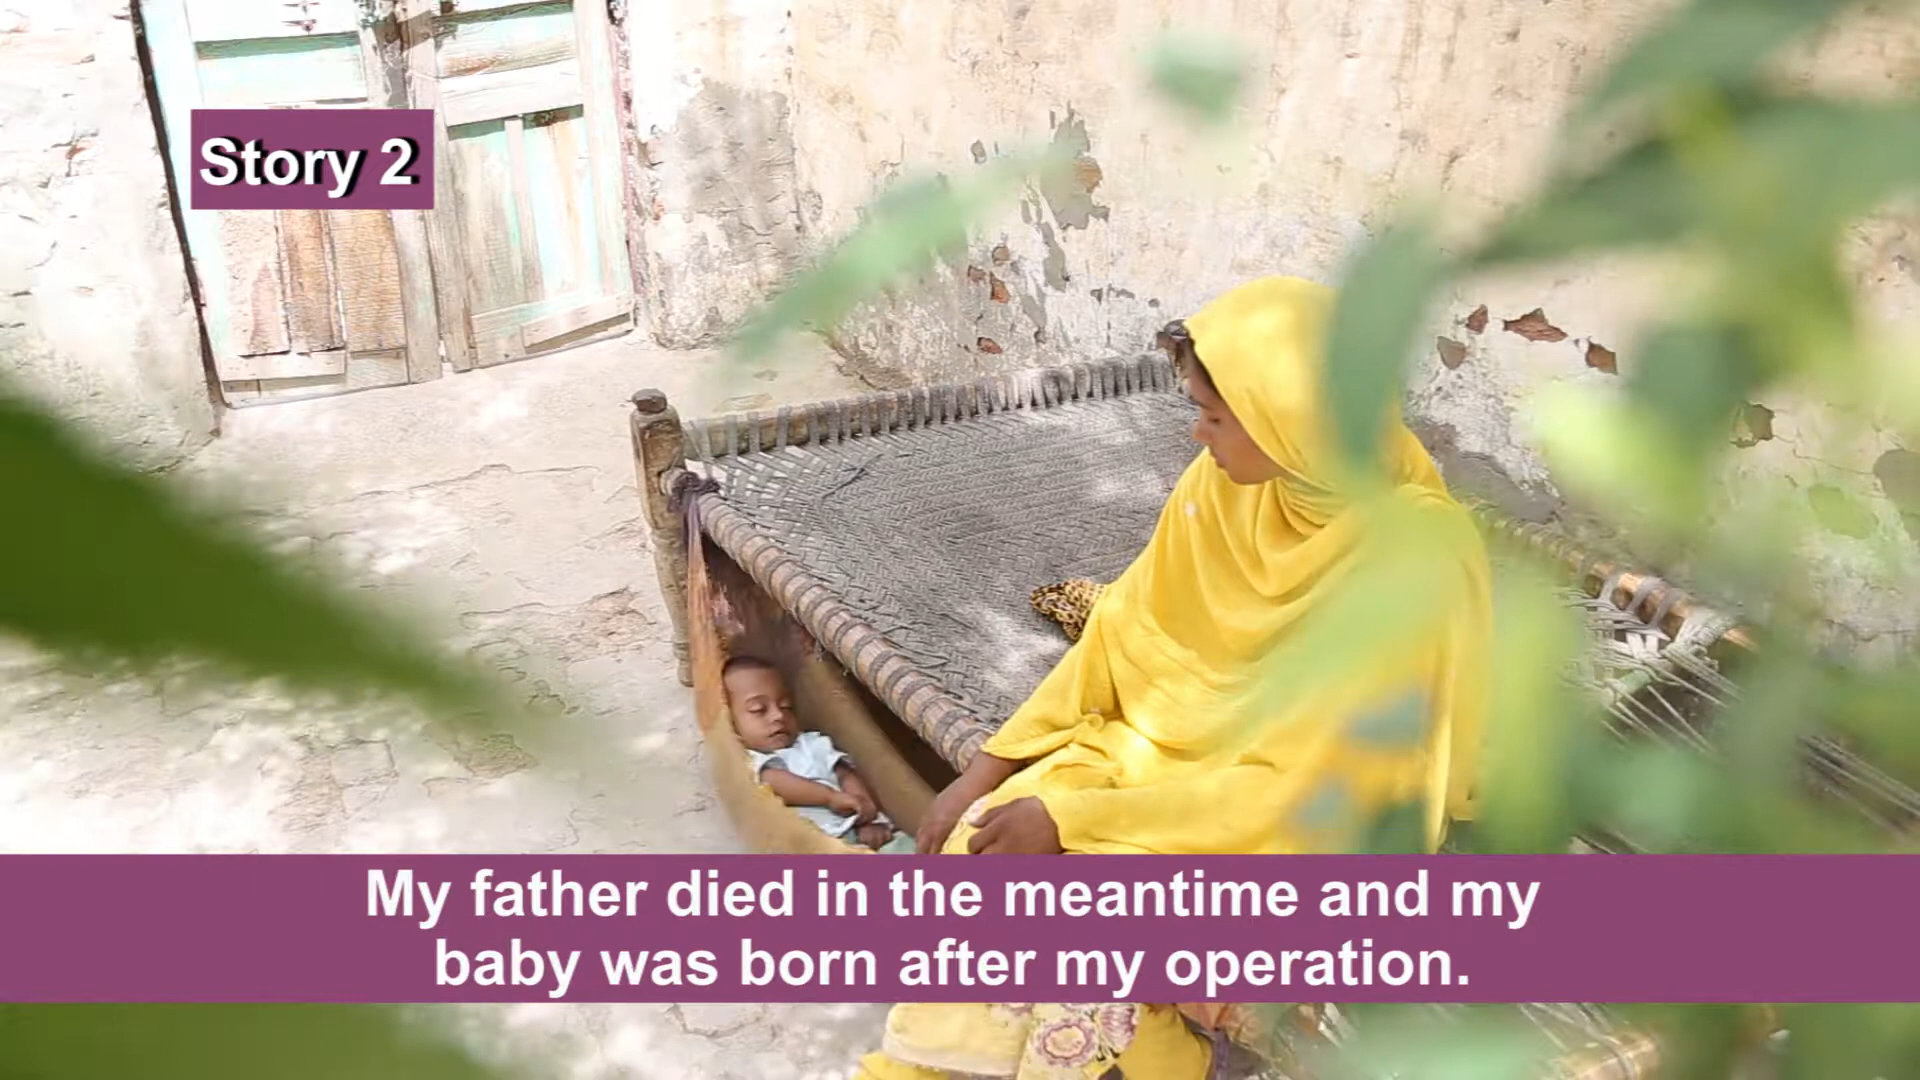 Story 2
My father died in the meantime and my
baby was born after my operation.